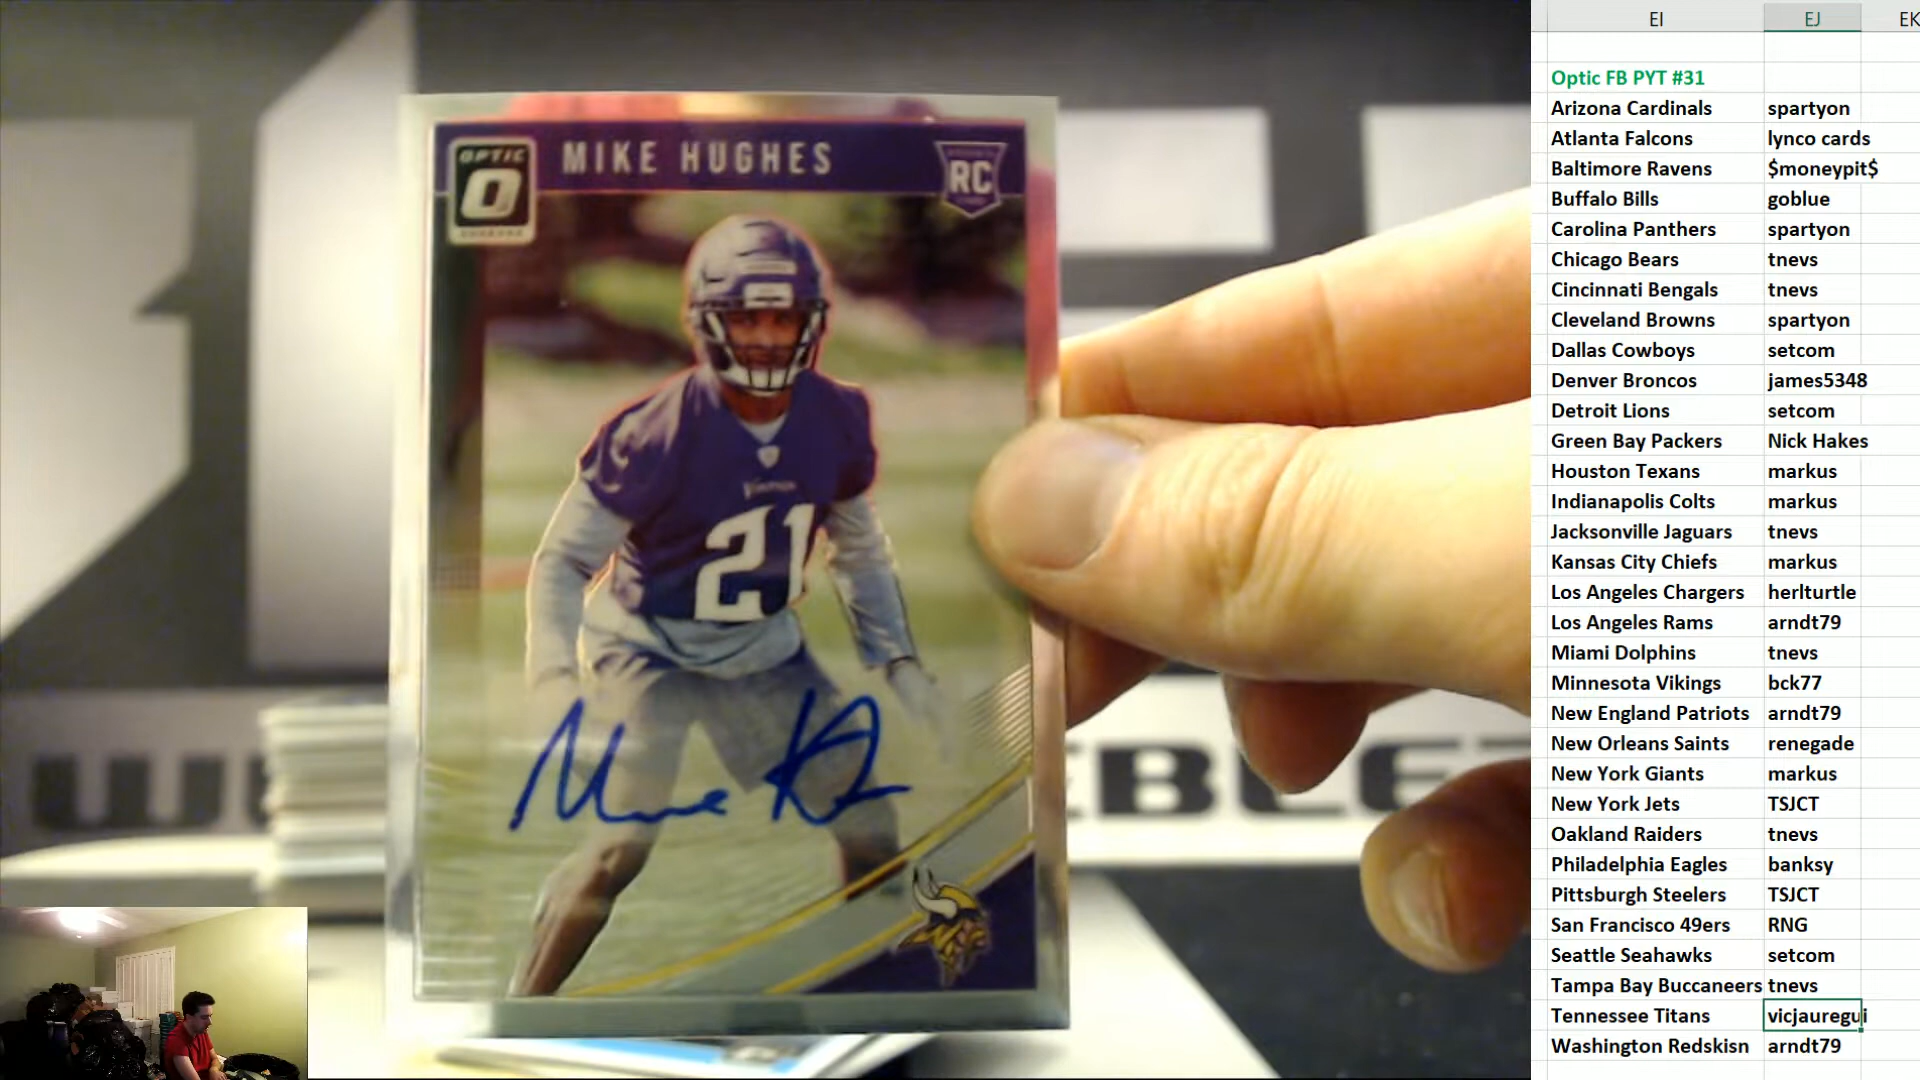 OPTIC
MIKE HUGHES
RC
21
EI EJ EK
Optic FB PYT #31
Arizona Cardinals spartyon
Atlanta Falcons lynco cards
Baltimore Ravens $moneypit$
Buffalo Bills goblue
Carolina Panthers spartyon
Chicago Bears tnevs
Cincinnati Bengals tnevs
Cleveland Browns spartyon
Dallas Cowboys setcom
Denver Broncos james5348
Detroit Lions setcom
Green Bay Packers Nick Hakes
Houston Texans markus
Indianapolis Colts markus
Jacksonville Jaguars tnevs
Kansas City Chiefs markus
Los Angeles Chargers herlturtle
Los Angeles Rams arndt79
Miami Dolphins tnevs
Minnesota Vikings bck77
New England Patriots arndt79
New Orleans Saints renegade
New York Giants markus
New York Jets TSJCT
Oakland Raiders tnevs
Philadelphia Eagles banksy
Pittsburgh Steelers TSJCT
San Francisco 49ers RNG
Seattle Seahawks setcom
Tampa Bay Buccaneers tnevs
Tennessee Titans vicjauregui
Washington Redskisn arndt79